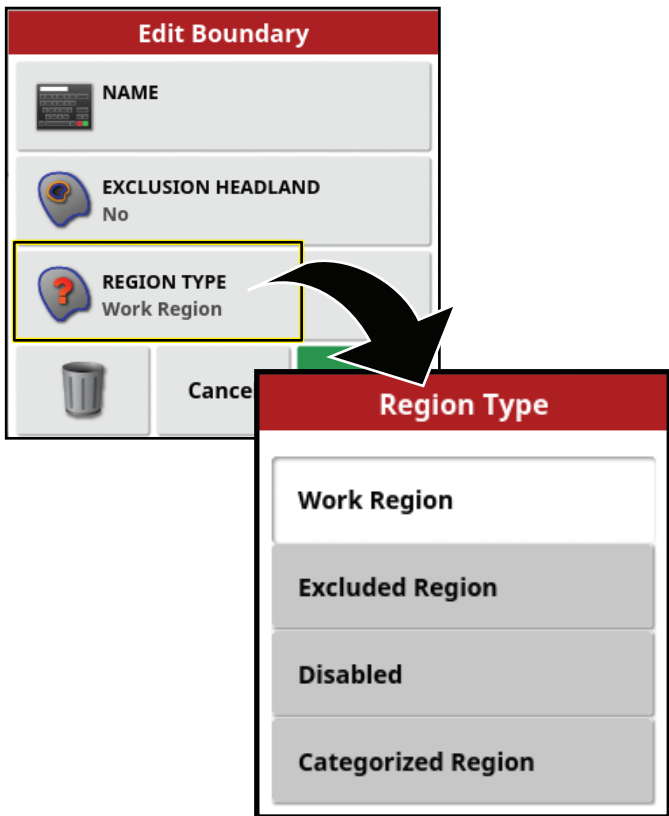 Edit Boundary
NAME
EXCLUSION HEADLAND
No
REGION TYPE
Work Region
Cance
Region Type
Work Region
Excluded Region
Disabled
Categorized Region